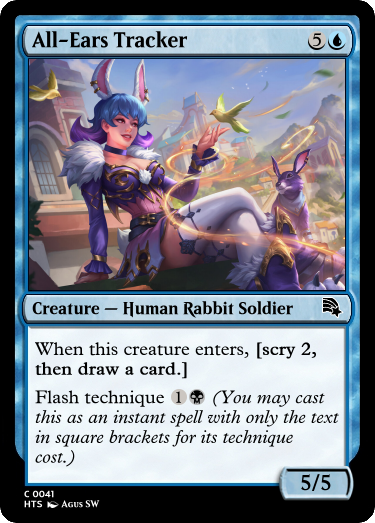 All-Ears Tracker 5
Creature — Human Rabbit Soldier
When this creature enters, [scry 2,
then draw a card.]
Flash technique 1 (You may cast
this as an instant spell with only the text
in square brackets for its technique
cost.)
5/5
C 0041
HTS Agus SW